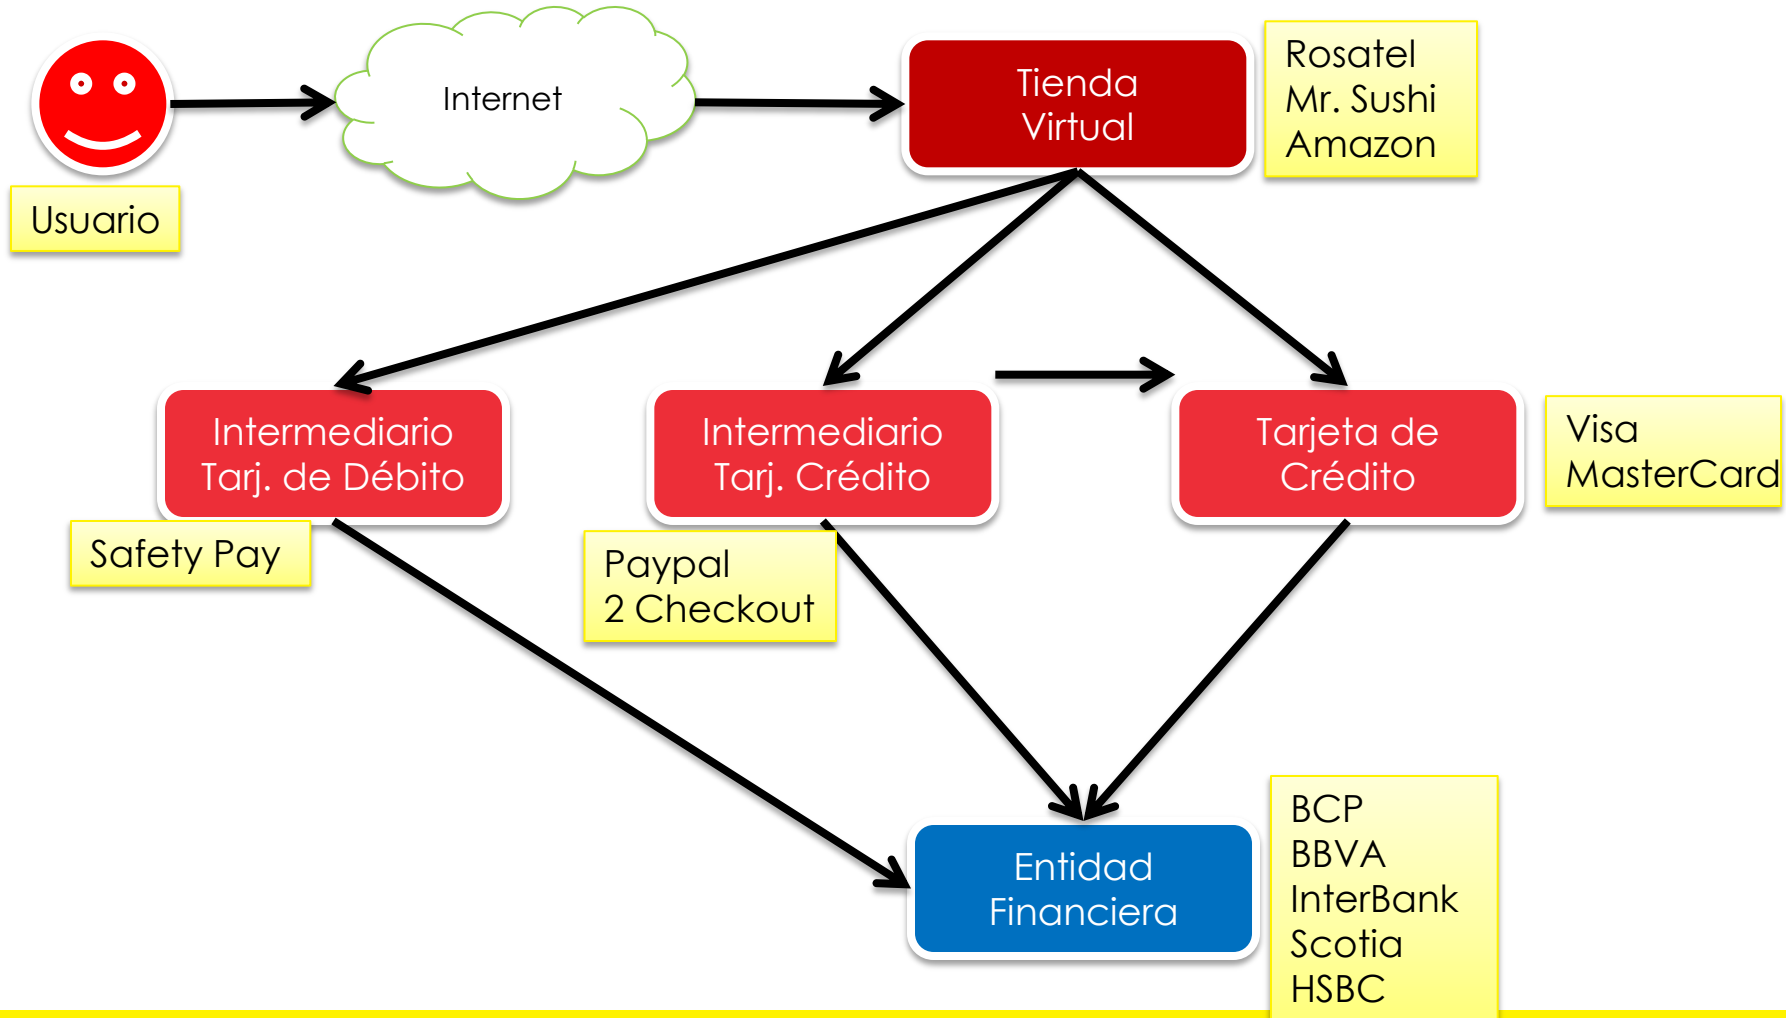 Internet
Tienda
Virtual
Rosatel
Mr. Sushi
Amazon
Usuario
Intermediario
Tarj. de Débito
Intermediario
Tarj. Crédito
Tarjeta de
Crédito
Visa
MasterCard
Safety Pay
Paypal
2 Checkout
Entidad
Financiera
BCP
BBVA
InterBank
Scotia
HSBC